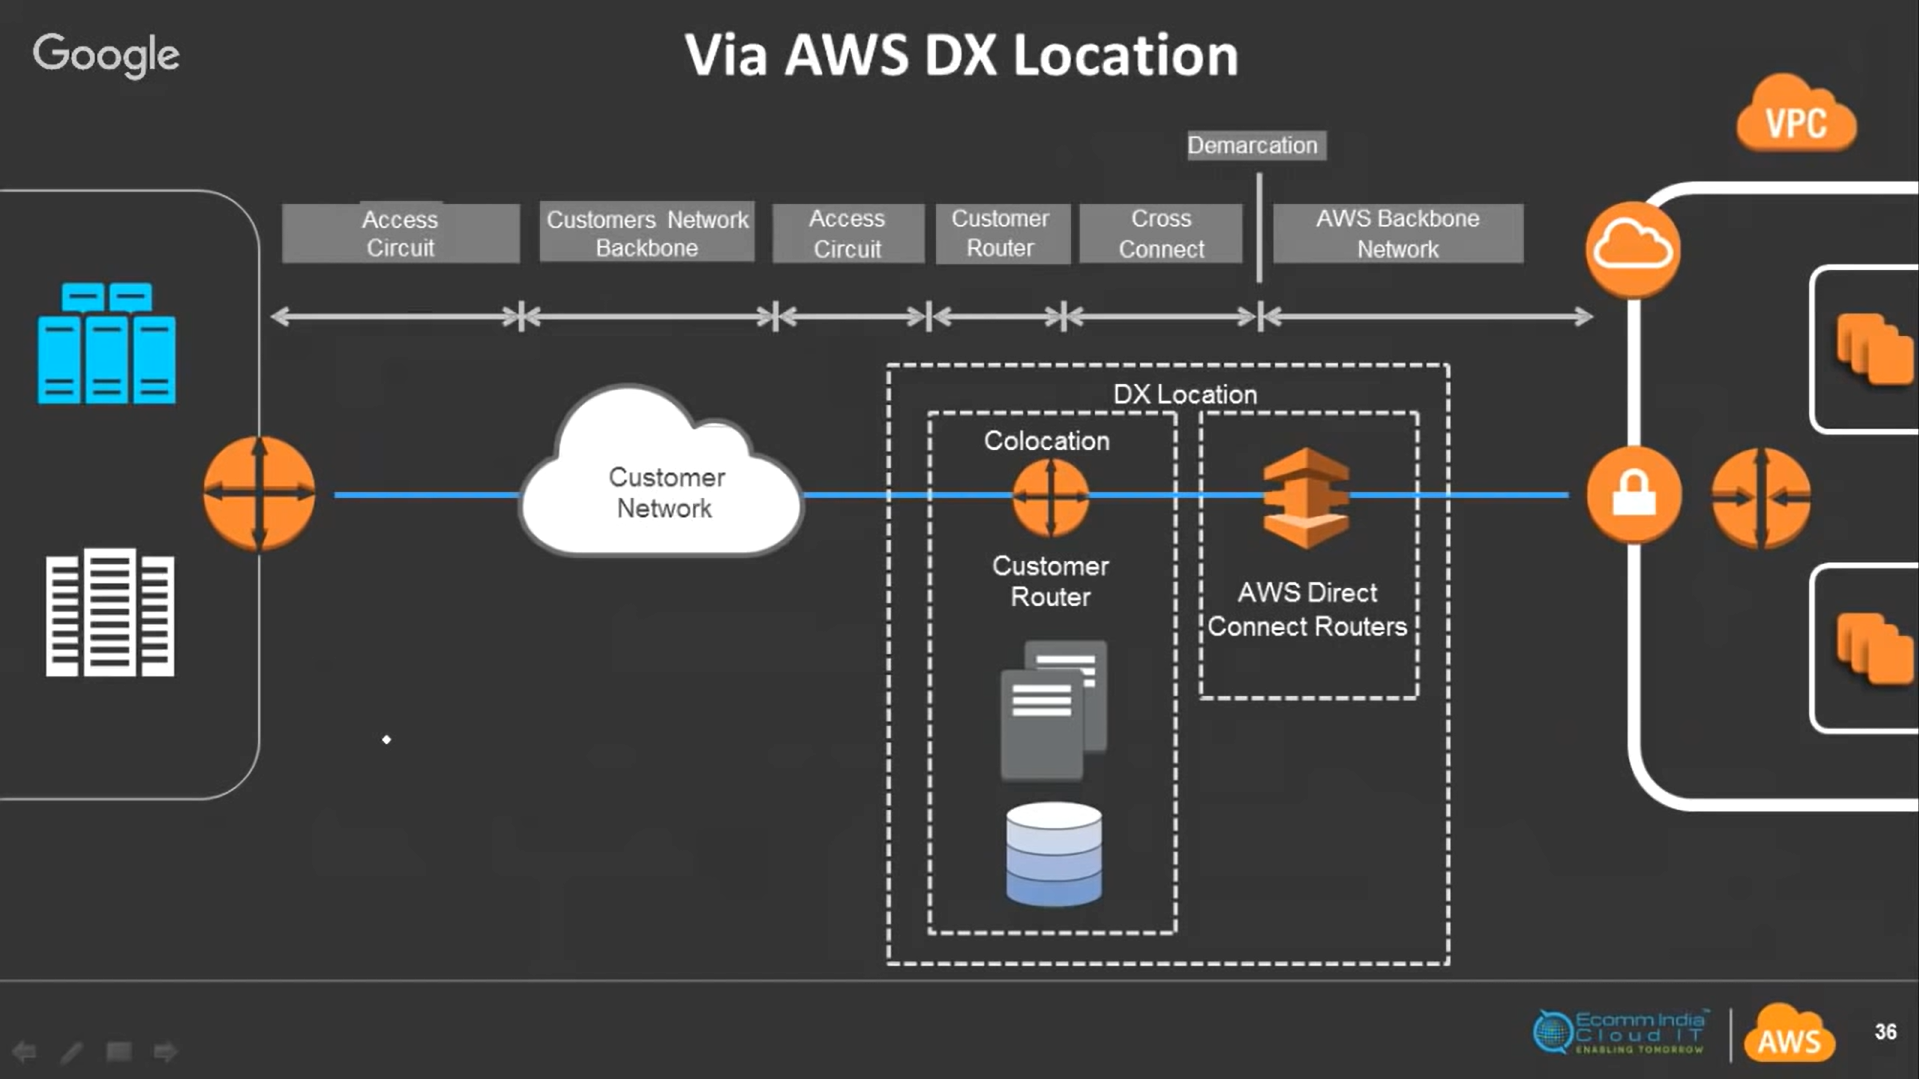 Google
Via AWS DX Location
VPC
Demarcation
Access
Circuit
Customers Network
Backbone
Access
Circuit
Customer
Router
Cross
Connect
AWS Backbone
Network
DX Location
Colocation
Customer
Network
Customer
Router
AWS Direct
Connect Routers
Ecomm India™
Cloud IT
ENABLING TOMORROW
AWS
36